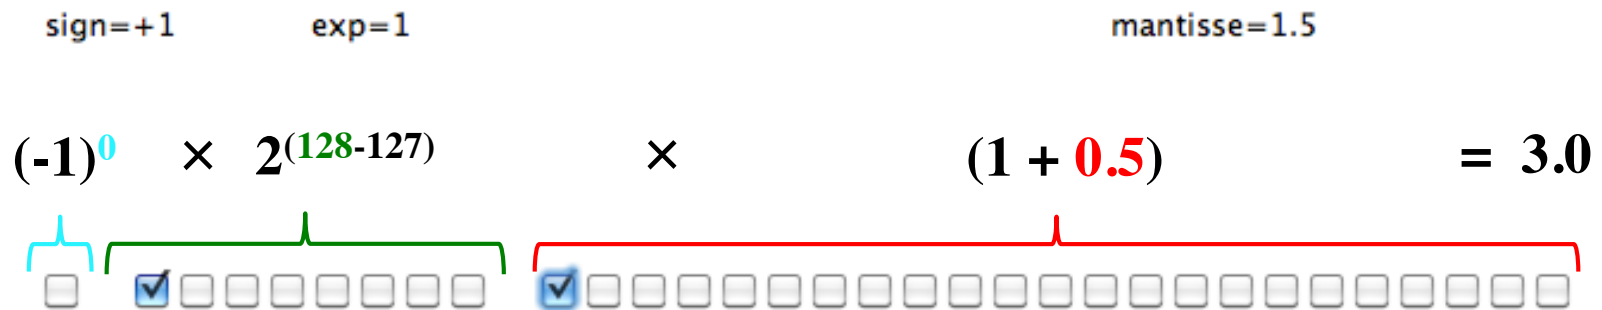 sign=+1 exp=1 mantisse=1.5
(-1)⁰ × 2⁽¹²⁸⁻¹²⁷⁾ × (1 + 0.5) = 3.0